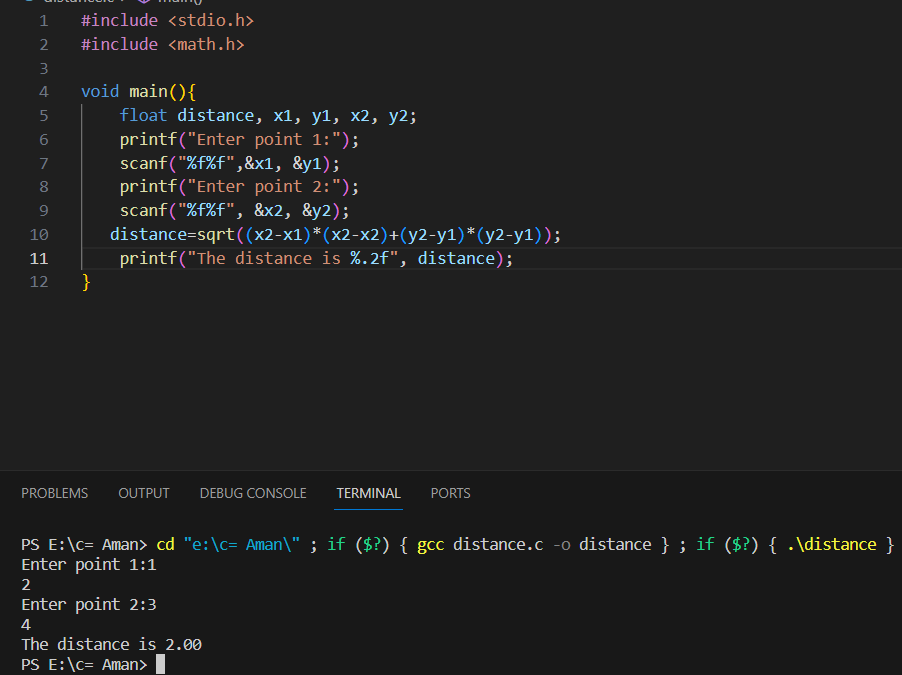 1 #include <stdio.h>
2 #include <math.h>
3
4 void main(){
5     float distance, x1, y1, x2, y2;
6     printf("Enter point 1:");
7     scanf("%f%f",&x1, &y1);
8     printf("Enter point 2:");
9     scanf("%f%f", &x2, &y2);
10    distance=sqrt((x2-x1)*(x2-x2)+(y2-y1)*(y2-y1));
11     printf("The distance is %.2f", distance);
12 }
PROBLEMS OUTPUT DEBUG CONSOLE TERMINAL PORTS
PS E:\c= Aman> cd "e:\c= Aman\" ; if ($?) { gcc distance.c -o distance } ; if ($?) { .\distance }
Enter point 1:1
2
Enter point 2:3
4
The distance is 2.00
PS E:\c= Aman>